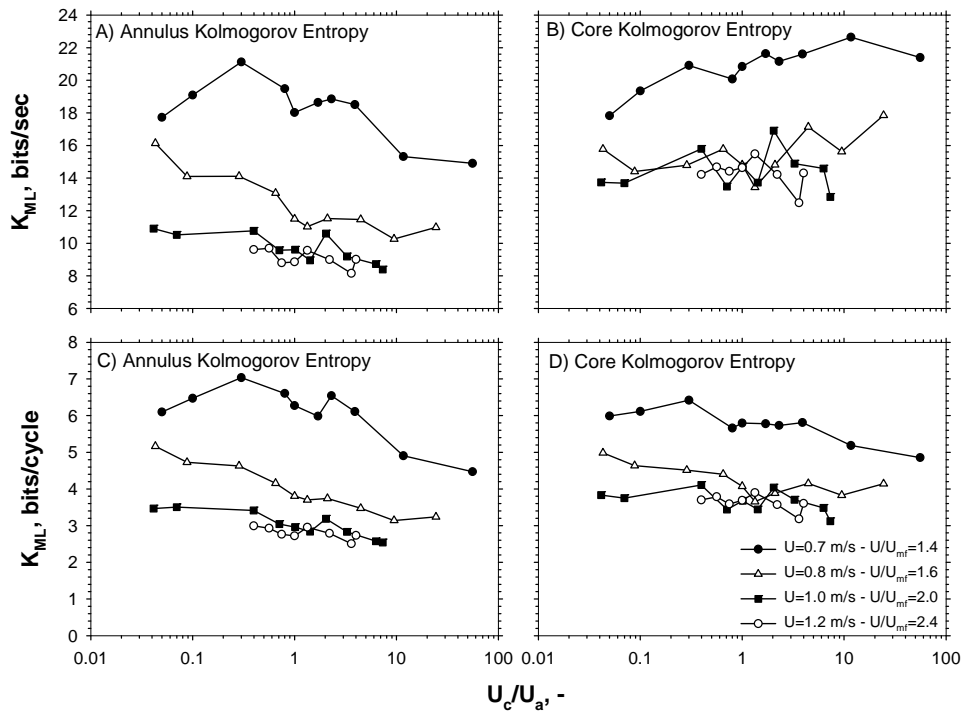 A) Annulus Kolmogorov Entropy
B) Core Kolmogorov Entropy
24
22
20
18
16
14
12
10
8
6
K_ML, bits/sec
C) Annulus Kolmogorov Entropy
D) Core Kolmogorov Entropy
8
7
6
5
4
3
2
1
0
K_ML, bits/cycle
U=0.7 m/s - U/U_mf=1.4
U=0.8 m/s - U/U_mf=1.6
U=1.0 m/s - U/U_mf=2.0
U=1.2 m/s - U/U_mf=2.4
0.01 0.1 1 10 100
0.01 0.1 1 10 100
U_c/U_a, -